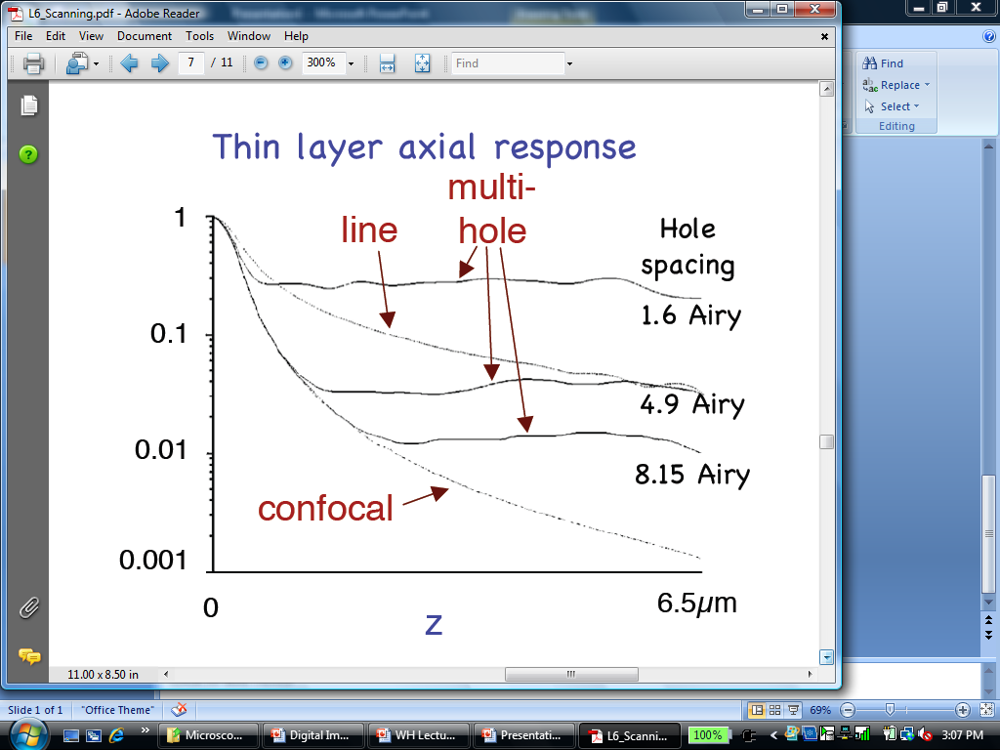 L6_Scanning.pdf - Adobe Reader
File Edit View Document Tools Window Help
7 / 11 300% Find
Find
Replace
Select
Editing
Thin layer axial response
multi-
hole
line
Hole
spacing
1
1.6 Airy
0.1
4.9 Airy
0.01
8.15 Airy
confocal
0.001
0
6.5µm
z
11.00 x 8.50 in
Slide 1 of 1 "Office Theme" 69%
Microsco... Digital Im... WH Lectu... Presentati... L6_Scanni... 100% 3:07 PM